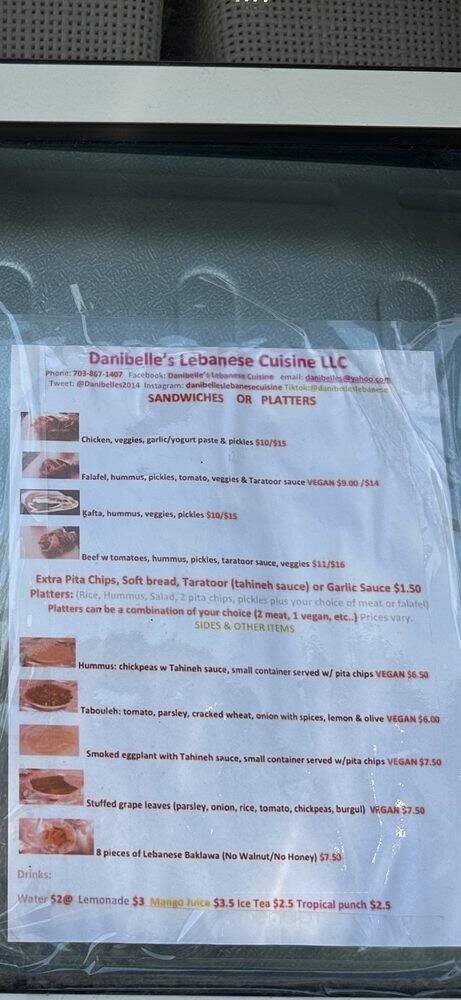 Danibelle's Lebanese Cuisine LLC
Phone: 703-867-1407 Facebook: Danibelle's Lebanese Cuisine email: danibelles@yahoo.com
Tweet: @Danibelles2014 Instagram: danibelleslebanesecuisine Tiktok:@danibelleslebanese
SANDWICHES OR PLATTERS
Chicken, veggies, garlic/yogurt paste & pickles $10/$15
Falafel, hummus, pickles, tomato, veggies & Taratoor sauce VEGAN $9.00 /$14
Kafta, hummus, veggies, pickles $10/$15
Beef w tomatoes, hummus, pickles, taratoor sauce, veggies $11/$16
Extra Pita Chips, Soft bread, Taratoor (tahineh sauce) or Garlic Sauce $1.50
Platters: (Rice, Hummus, Salad, 2 pita chips, pickles plus your choice of meat or falafel)
Platters can be a combination of your choice (2 meat, 1 vegan, etc..) Prices vary.
SIDES & OTHER ITEMS
Hummus: chickpeas w Tahineh sauce, small container served w/ pita chips VEGAN $6.50
Tabouleh: tomato, parsley, cracked wheat, onion with spices, lemon & olive VEGAN $6.00
Smoked eggplant with Tahineh sauce, small container served w/pita chips VEGAN $7.50
Stuffed grape leaves (parsley, onion, rice, tomato, chickpeas, burgul) VEGAN $7.50
8 pieces of Lebanese Baklawa (No Walnut/No Honey) $7.50
Drinks:
Water $2@ Lemonade $3 Mango Juice $3.5 Ice Tea $2.5 Tropical punch $2.5